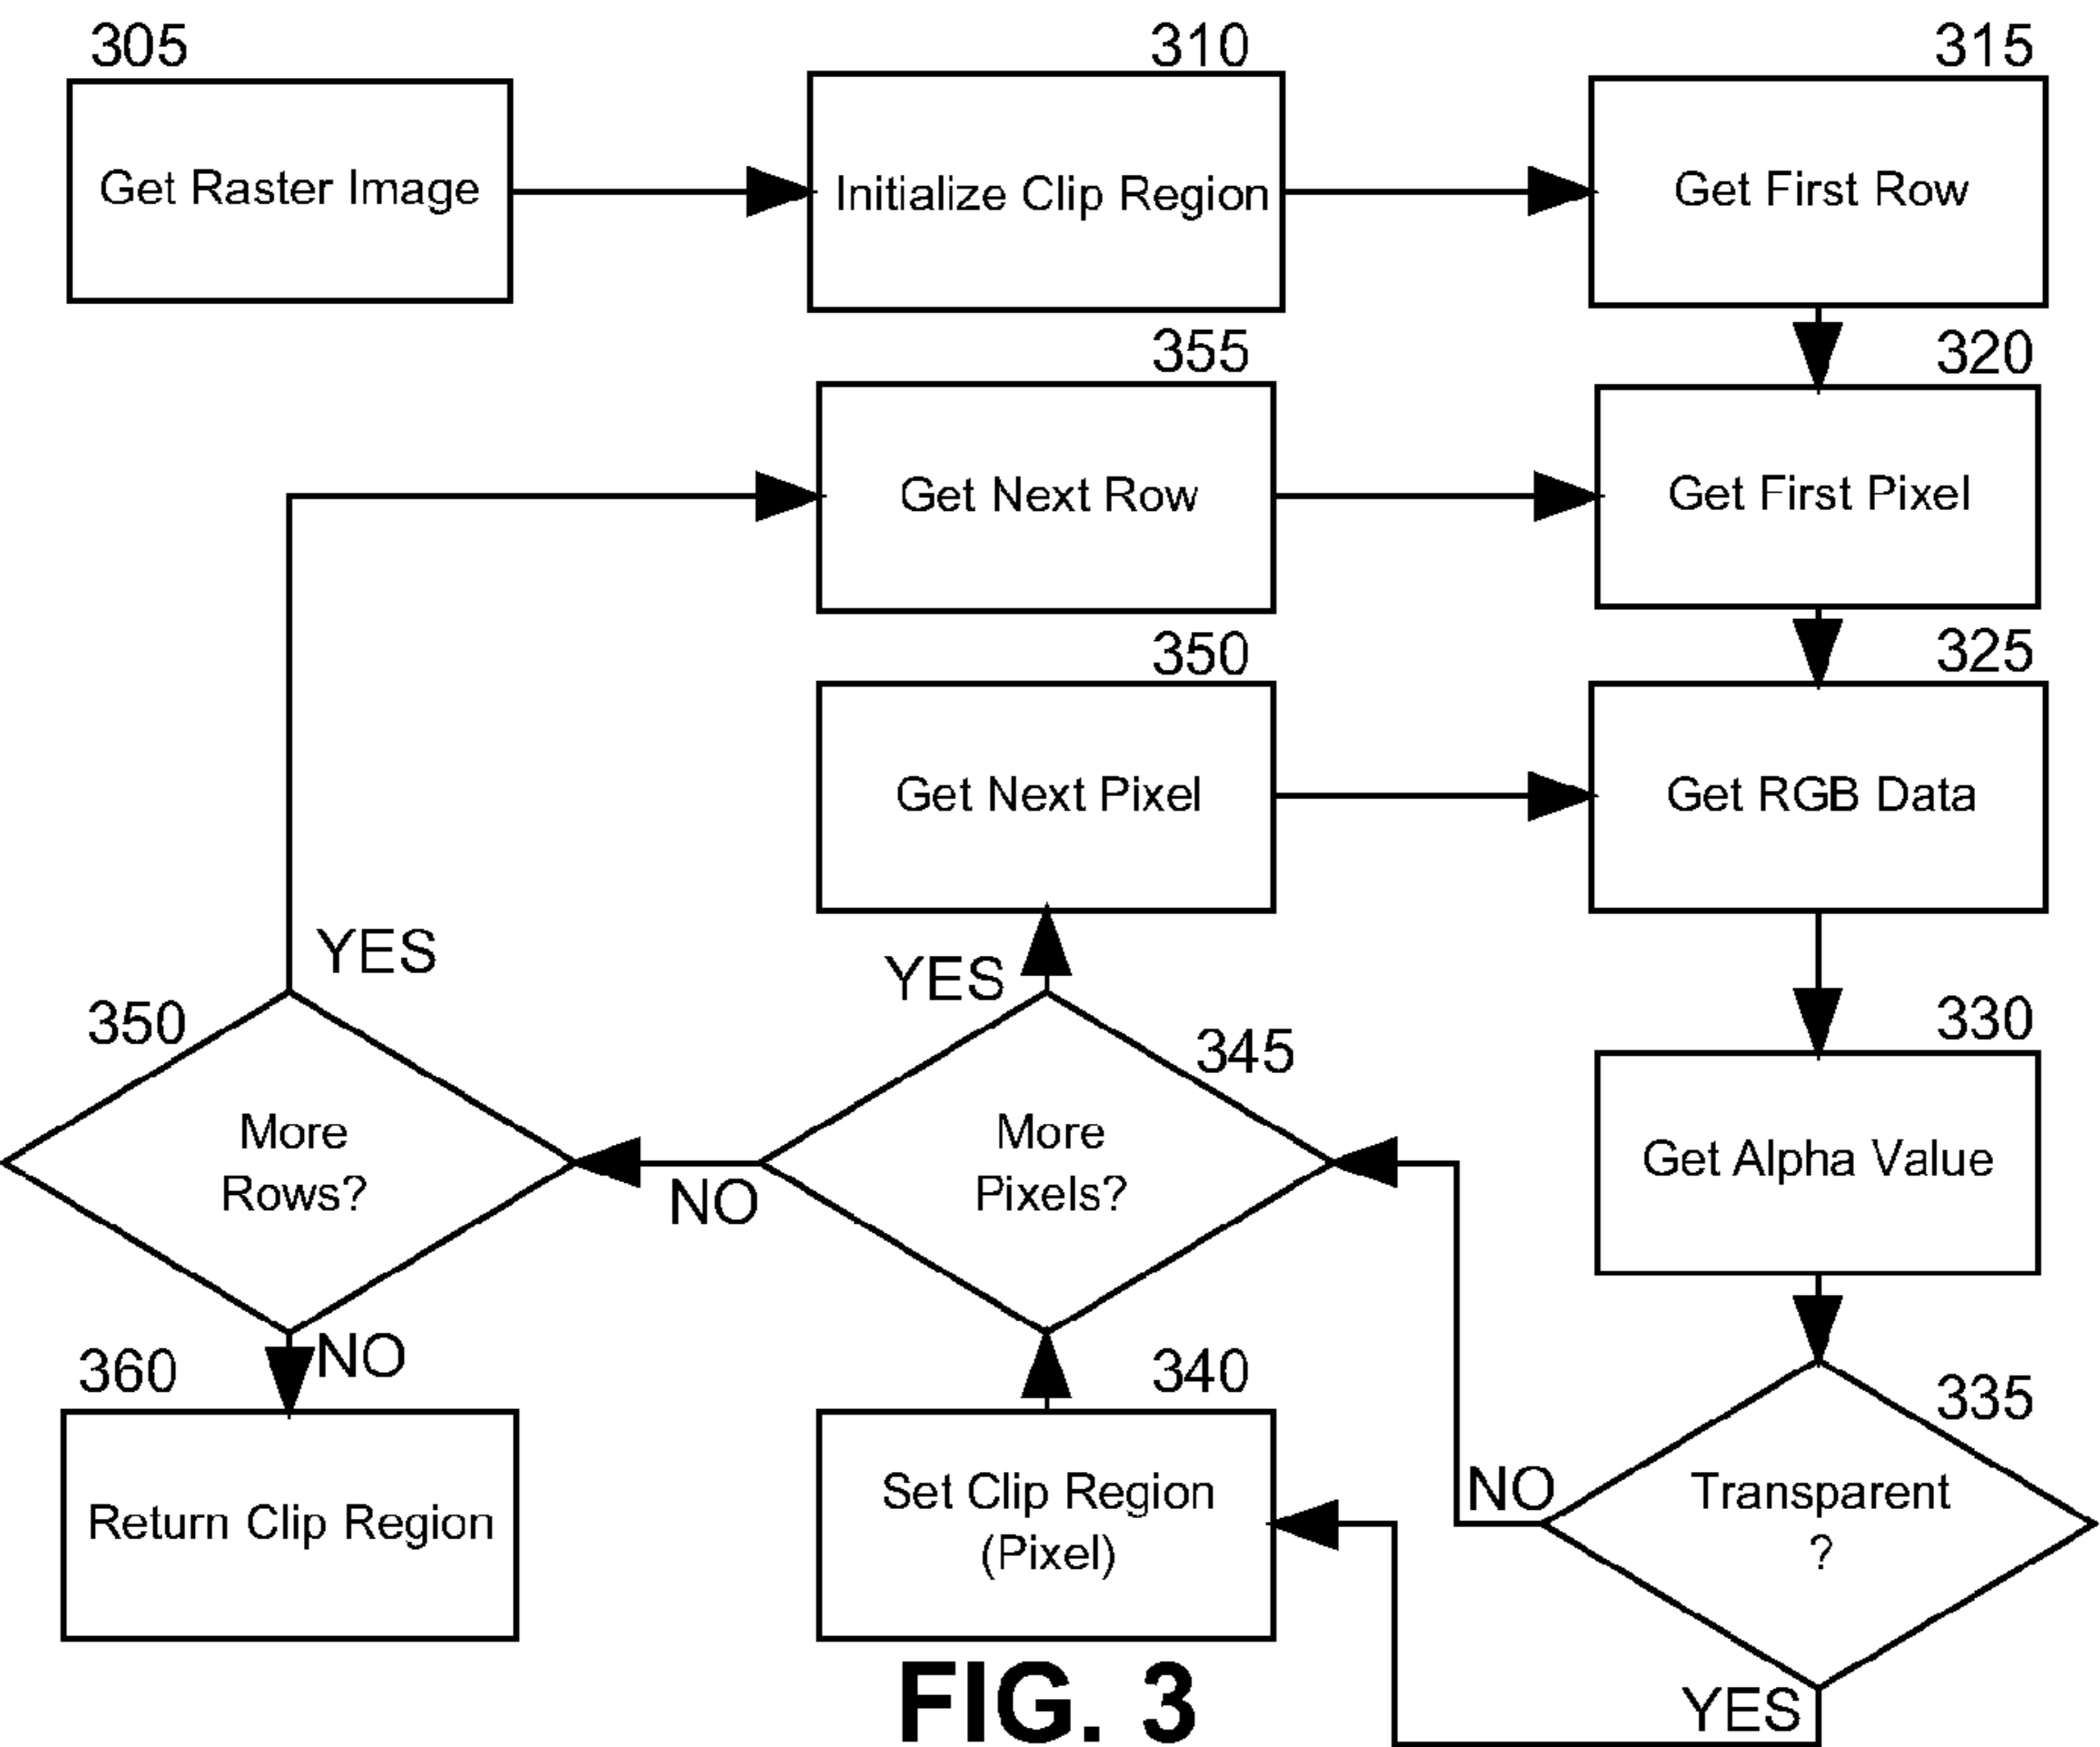 305
310
315
Get Raster Image
Initialize Clip Region
Get First Row
355
320
Get Next Row
Get First Pixel
350
325
Get Next Pixel
Get RGB Data
YES
YES
350
345
330
More
Rows?
More
Pixels?
Get Alpha Value
NO
NO
360
340
335
Return Clip Region
Set Clip Region
(Pixel)
NO
Transparent
?
YES
FIG. 3